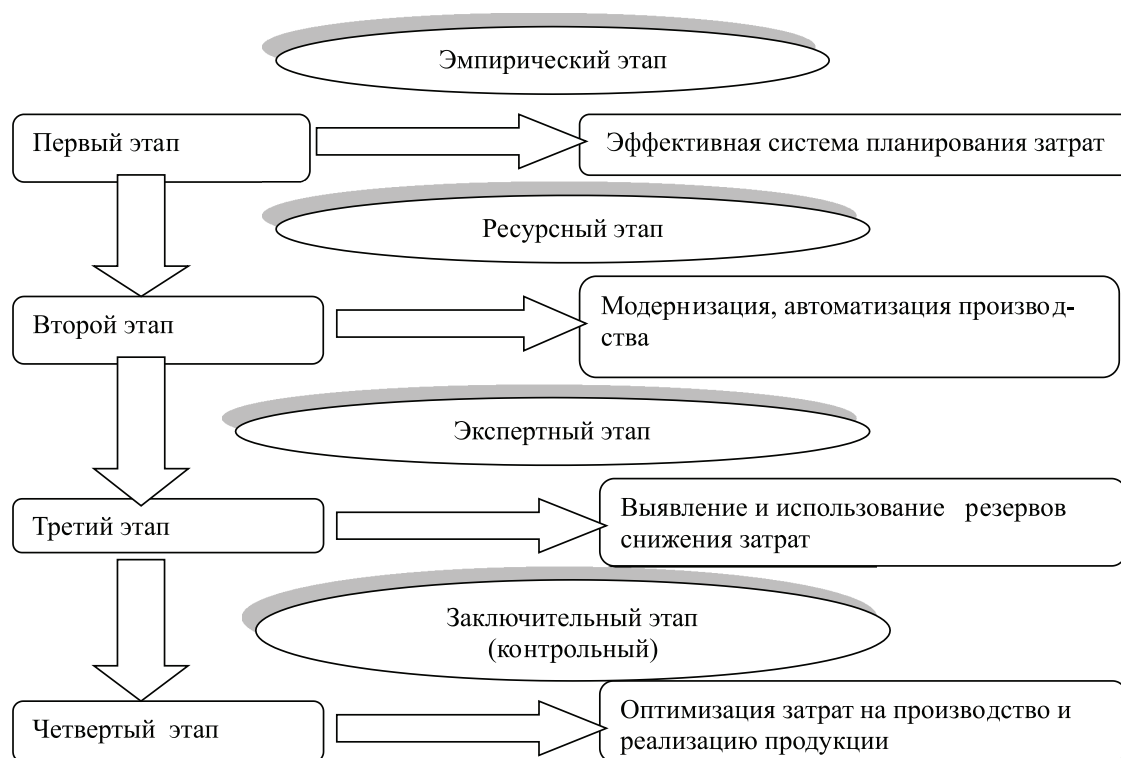 Эмпирический этап
Первый этап
Эффективная система планирования затрат
Ресурсный этап
Второй этап
Модернизация, автоматизация производ-
ства
Экспертный этап
Третий этап
Выявление и использование резервов
снижения затрат
Заключительный этап
(контрольный)
Четвертый этап
Оптимизация затрат на производство и
реализацию продукции